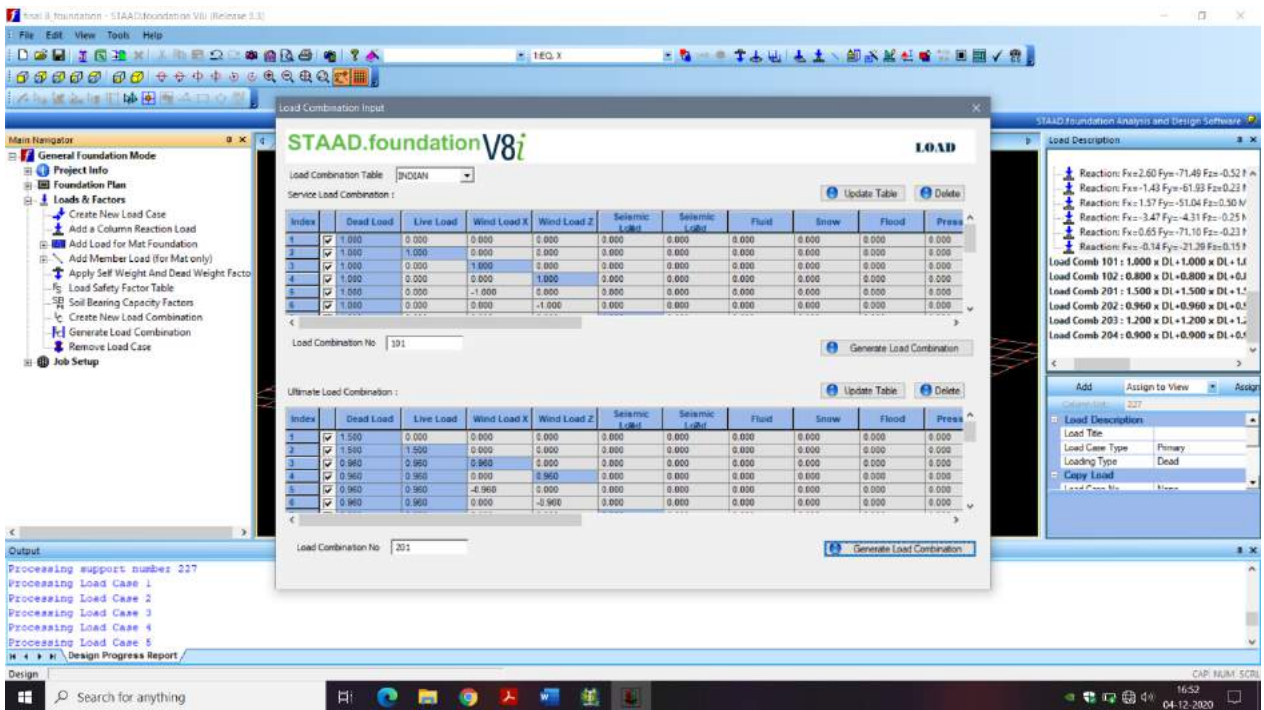 final 8_foundation - STAAD.foundation V8i (Release 5.3)
File Edit View Tools Help
1:EQ. X
STAAD.foundation Analysis and Design Software
Main Navigator
General Foundation Mode
Project Info
Foundation Plan
Loads & Factors
Create New Load Case
Add a Column Reaction Load
Add Load for Mat Foundation
Add Member Load (for Mat only)
Apply Self Weight And Dead Weight Facto
Load Safety Factor Table
Soil Bearing Capacity Factors
Create New Load Combination
Generate Load Combination
Remove Load Case
Job Setup
Load Combination Input
STAAD.foundation V8i
LOAD
Load Combination Table INDIAN
Service Load Combination :
Update Table Delete
Index Dead Load Live Load Wind Load X Wind Load Z Seismic Load Seismic Load Fluid Snow Flood Press
1 1.000 0.000 0.000 0.000 0.000 0.000 0.000 0.000 0.000 0.000
2 1.000 1.000 0.000 0.000 0.000 0.000 0.000 0.000 0.000 0.000
3 1.000 0.000 1.000 0.000 0.000 0.000 0.000 0.000 0.000 0.000
4 1.000 0.000 0.000 1.000 0.000 0.000 0.000 0.000 0.000 0.000
5 1.000 0.000 -1.000 0.000 0.000 0.000 0.000 0.000 0.000 0.000
6 1.000 0.000 0.000 -1.000 0.000 0.000 0.000 0.000 0.000 0.000
Load Combination No 101
Generate Load Combination
Ultimate Load Combination :
Update Table Delete
Index Dead Load Live Load Wind Load X Wind Load Z Seismic Load Seismic Load Fluid Snow Flood Press
1 1.500 0.000 0.000 0.000 0.000 0.000 0.000 0.000 0.000 0.000
2 1.500 1.500 0.000 0.000 0.000 0.000 0.000 0.000 0.000 0.000
3 0.960 0.960 0.960 0.000 0.000 0.000 0.000 0.000 0.000 0.000
4 0.960 0.960 0.000 0.960 0.000 0.000 0.000 0.000 0.000 0.000
5 0.960 0.960 -0.960 0.000 0.000 0.000 0.000 0.000 0.000 0.000
6 0.960 0.960 0.000 -0.960 0.000 0.000 0.000 0.000 0.000 0.000
Load Combination No 201
Generate Load Combination
Load Description
Reaction: Fx=2.60 Fy=-71.49 Fz=-0.52
Reaction: Fx=-1.43 Fy=-61.93 Fz=0.23
Reaction: Fx=1.57 Fy=-51.04 Fz=0.50
Reaction: Fx=-3.47 Fy=-4.31 Fz=-0.25
Reaction: Fx=0.65 Fy=-71.10 Fz=-0.23
Reaction: Fx=-0.14 Fy=-21.29 Fz=0.15
Load Comb 101 : 1.000 x DL+1.000 x DL+1.
Load Comb 102 : 0.800 x DL+0.800 x DL+0.
Load Comb 201 : 1.500 x DL+1.500 x DL+1.
Load Comb 202 : 0.960 x DL+0.960 x DL+0.
Load Comb 203 : 1.200 x DL+1.200 x DL+1.
Load Comb 204 : 0.900 x DL+0.900 x DL+0.
Add Assign to View Assign
227
Load Description
Load Title
Load Case Type Primary
Loading Type Dead
Copy Load
Output
Processing support number 227
Processing Load Case 1
Processing Load Case 2
Processing Load Case 3
Processing Load Case 4
Processing Load Case 5
Design Progress Report
Design
CAP NUM SCRL
Search for anything
16:52
04-12-2020